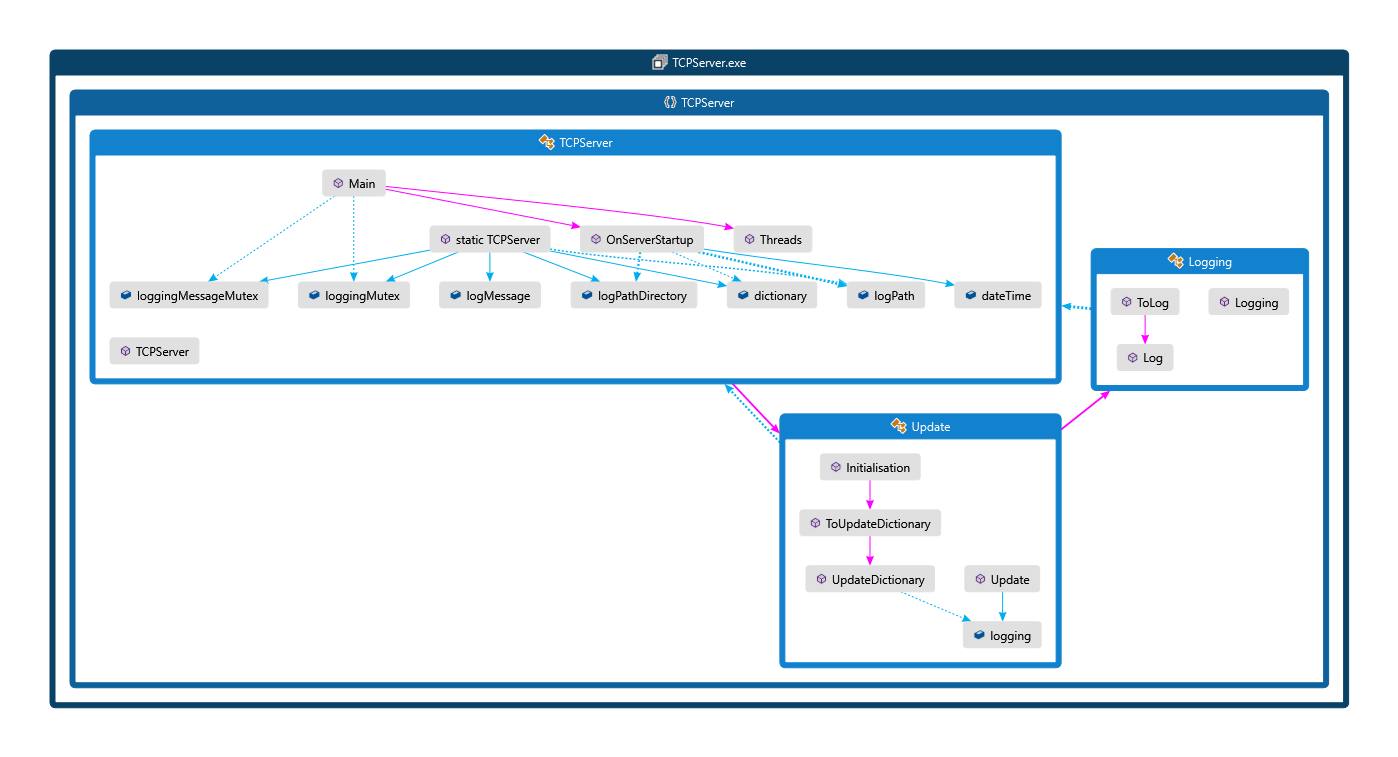 TCPServer.exe
TCPServer
TCPServer
Main
static TCPServer
OnServerStartup
Threads
loggingMessageMutex
loggingMutex
logMessage
logPathDirectory
dictionary
logPath
dateTime
TCPServer
Logging
ToLog
Logging
Log
Update
Initialisation
ToUpdateDictionary
UpdateDictionary
Update
logging